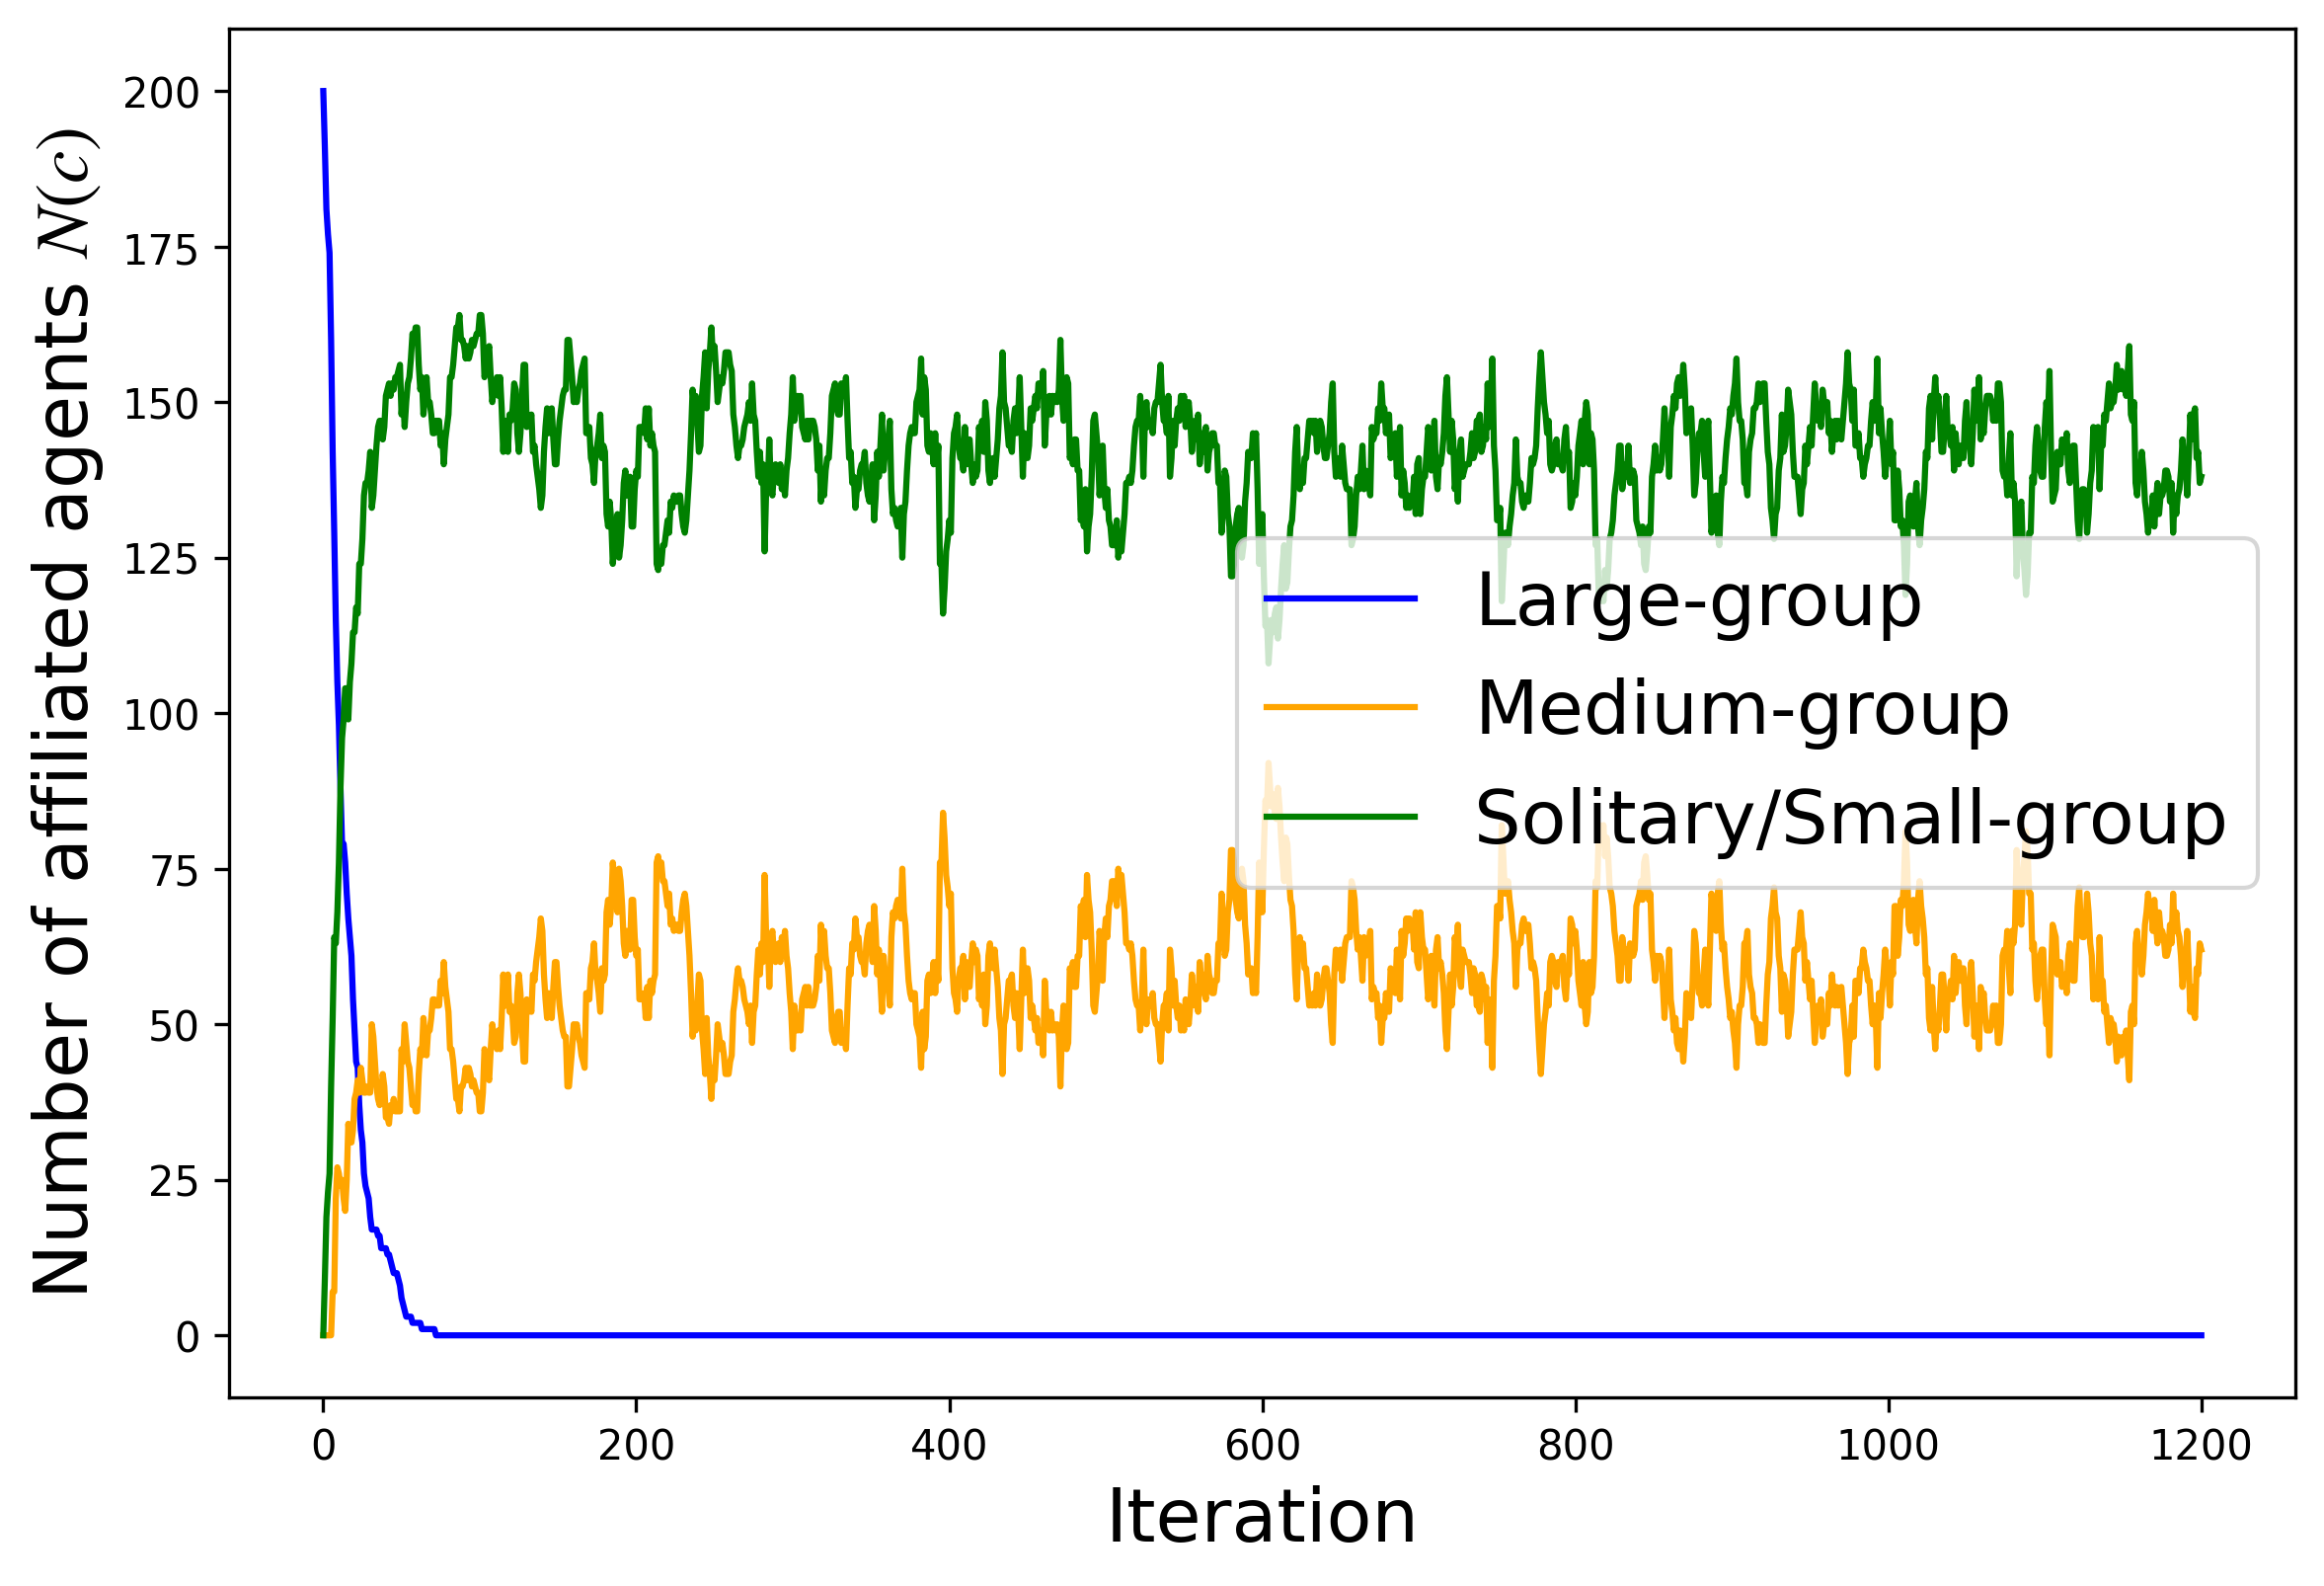 Number of affiliated agents N(c)
200
175
150
125
100
75
50
25
0
Large-group
Medium-group
Solitary/Small-group
0 200 400 600 800 1000 1200
Iteration